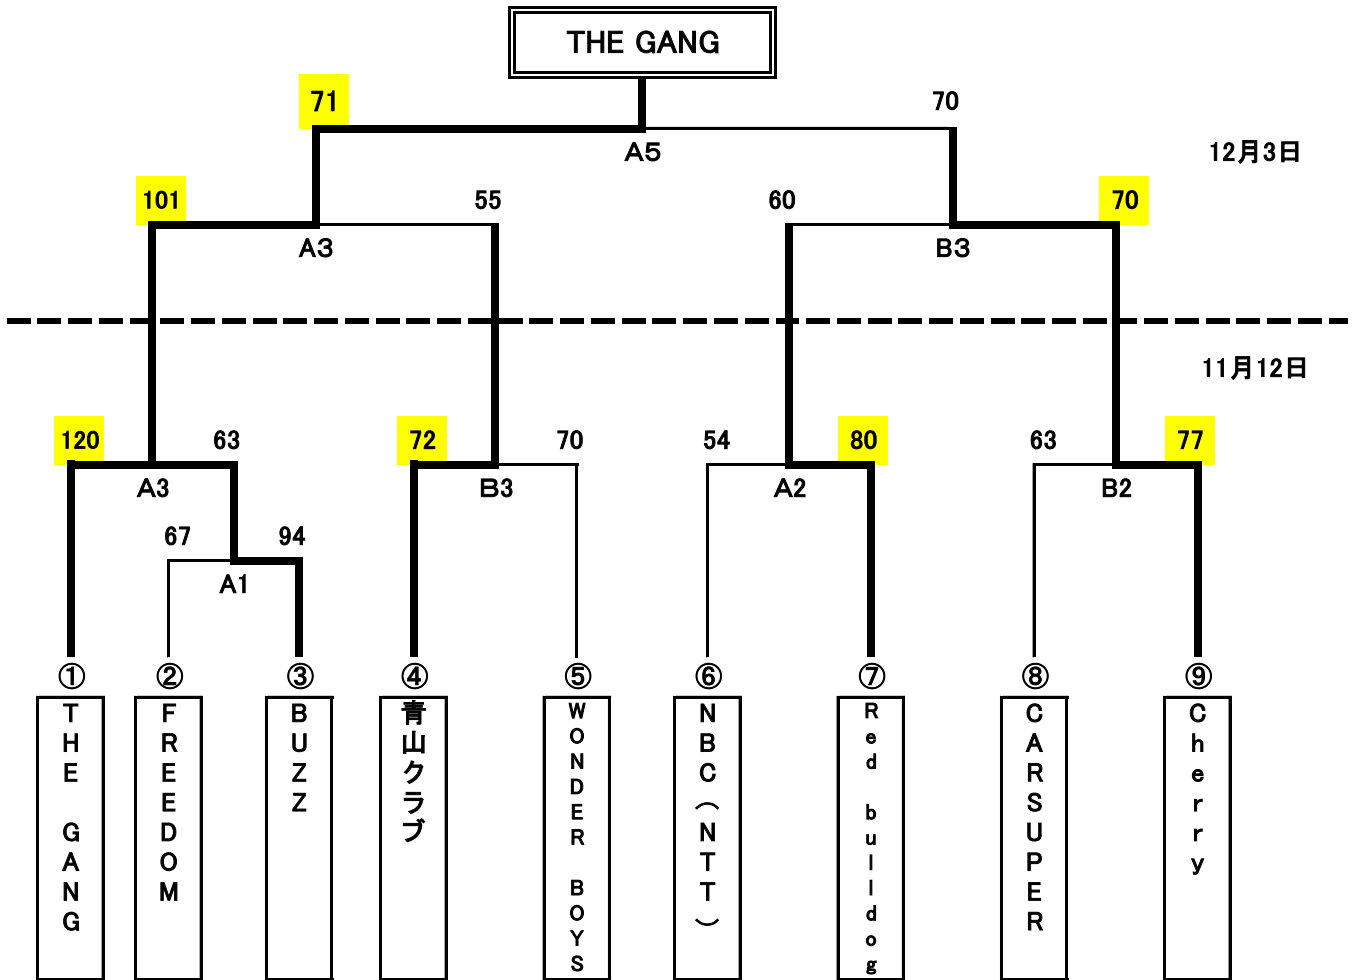 THE GANG
71
70
A5
12月3日
101
55
60
70
A3
B3
11月12日
120
63
72
70
54
80
63
77
A3
B3
A2
B2
67
94
A1
① ② ③ ④ ⑤ ⑥ ⑦ ⑧ ⑨
THE GANG
FREEDOM
BUZZ
青山クラブ
WONDER BOYS
NBC(NTT)
Red bulldog
CARSUPER
Cherry